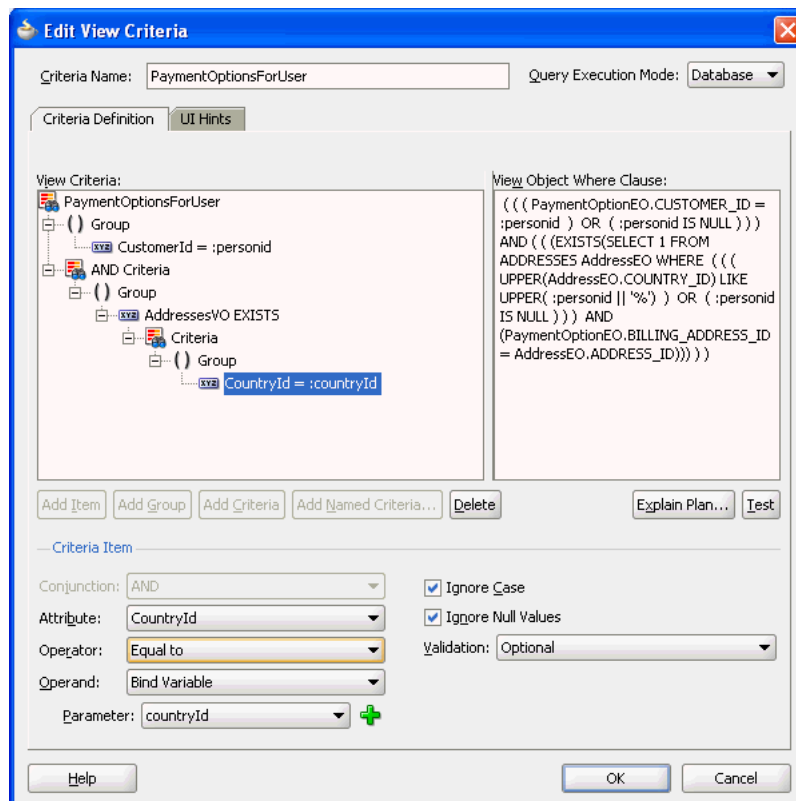 Edit View Criteria
Criteria Name: PaymentOptionsForUser Query Execution Mode: Database
Criteria Definition UI Hints
View Criteria: View Object Where Clause:
PaymentOptionsForUser
( ) Group
xyz CustomerId = :personid
AND Criteria
( ) Group
xyz AddressesVO EXISTS
Criteria
( ) Group
xyz CountryId = :countryId
( ( ( PaymentOptionEO.CUSTOMER_ID =
:personid ) OR ( :personid IS NULL ) ) )
AND ( ( (EXISTS(SELECT 1 FROM
ADDRESSES AddressEO WHERE ( ( (
UPPER(AddressEO.COUNTRY_ID) LIKE
UPPER( :personid || '%') ) OR ( :personid
IS NULL ) ) ) AND
(PaymentOptionEO.BILLING_ADDRESS_ID
= AddressEO.ADDRESS_ID))) ) )
Add Item Add Group Add Criteria Add Named Criteria... Delete Explain Plan... Test
Criteria Item
Conjunction: AND Ignore Case
Attribute: CountryId Ignore Null Values
Operator: Equal to Validation: Optional
Operand: Bind Variable
Parameter: countryId
Help OK Cancel